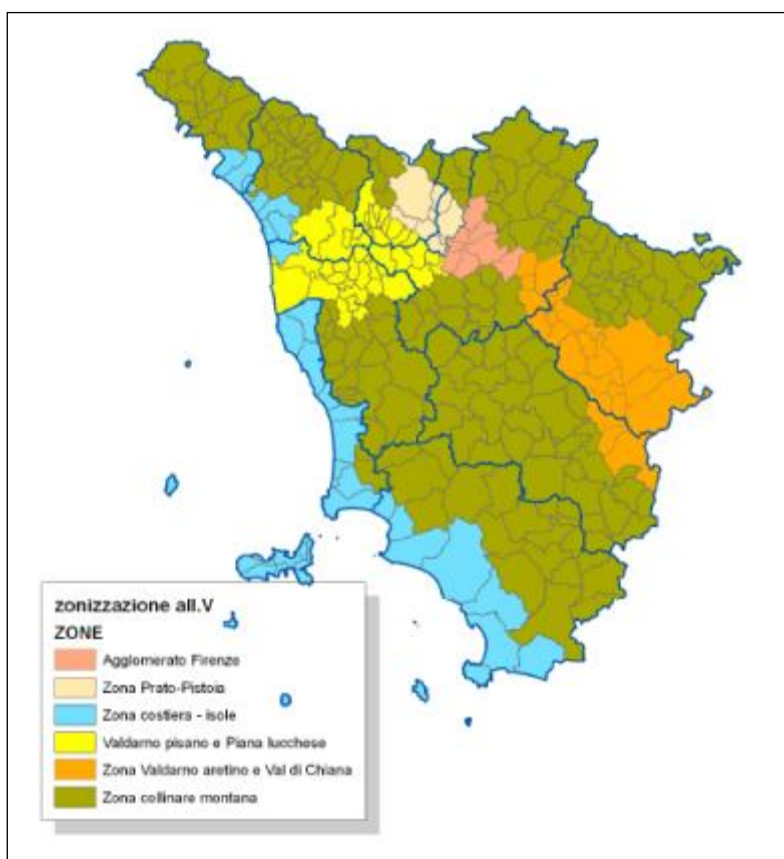 zonizzazione all.V
ZONE
Agglomerato Firenze
Zona Prato-Pistoia
Zona costiera - isole
Valdarno pisano e Piana lucchese
Zona Valdarno aretino e Val di Chiana
Zona collinare montana